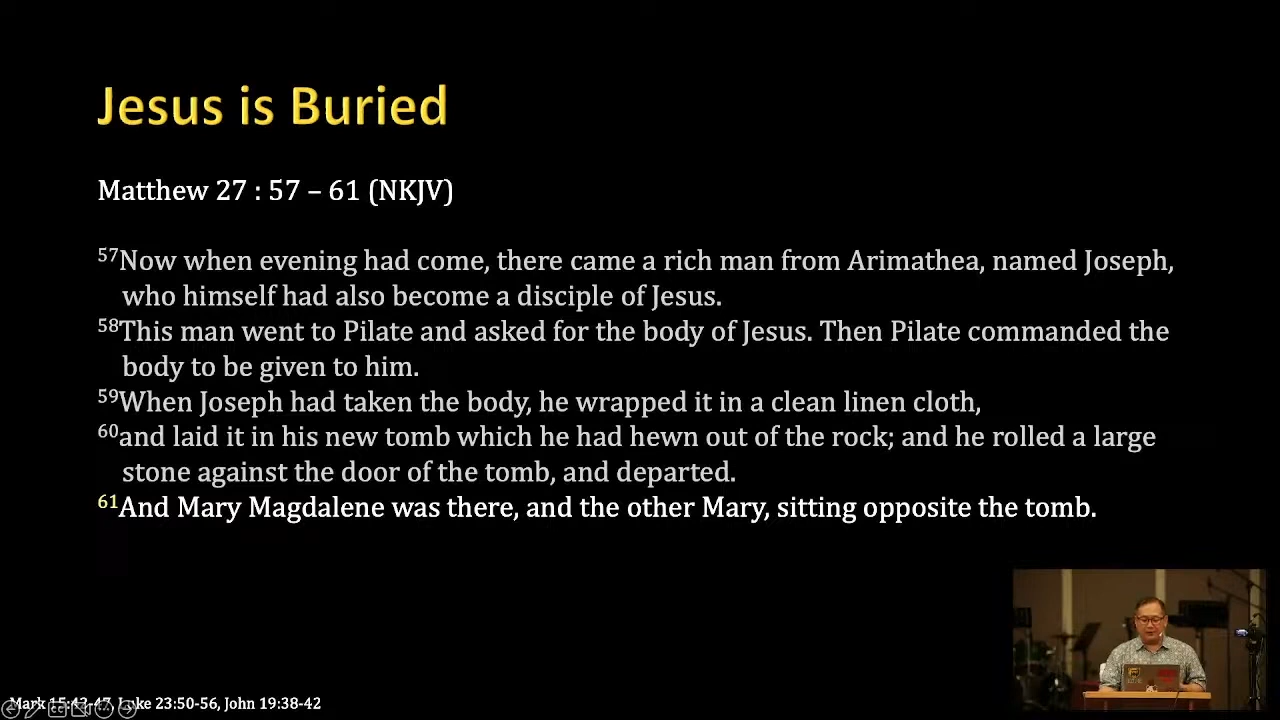 Jesus is Buried
Matthew 27 : 57 – 61 (NKJV)
57Now when evening had come, there came a rich man from Arimathea, named Joseph,
who himself had also become a disciple of Jesus.
58This man went to Pilate and asked for the body of Jesus. Then Pilate commanded the
body to be given to him.
59When Joseph had taken the body, he wrapped it in a clean linen cloth,
60and laid it in his new tomb which he had hewn out of the rock; and he rolled a large
stone against the door of the tomb, and departed.
61And Mary Magdalene was there, and the other Mary, sitting opposite the tomb.
Mark 15:43-47, Luke 23:50-56, John 19:38-42